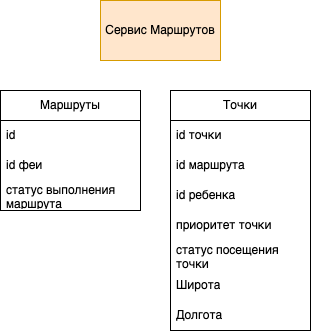 Сервис Маршрутов
Маршруты
id
id феи
статус выполнения
маршрута
Точки
id точки
id маршрута
id ребенка
приоритет точки
статус посещения
точки
Широта
Долгота